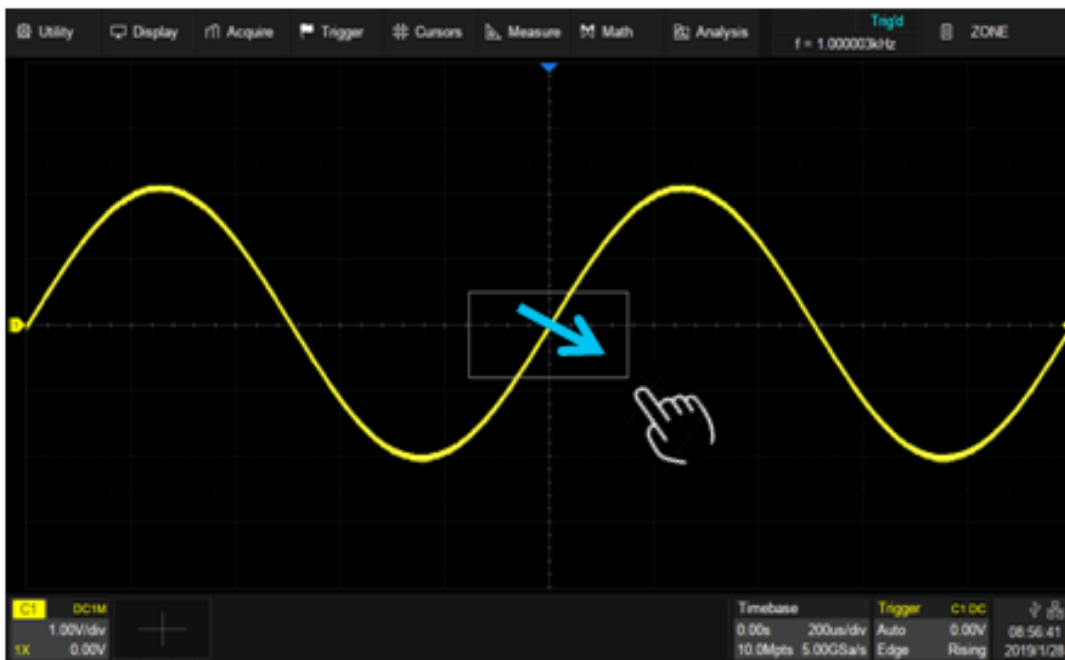 Utility Display Acquire Trigger Cursors Measure Math Analysis
Trig'd
f = 1.000003kHz
ZONE
C1 DC1M
1.00V/div
1X 0.00V
Timebase
0.00s 200us/div
10.0Mpts 5.00GSa/s
Trigger C1 DC
Auto 0.00V
Edge Rising
08:56:41
2019/1/28